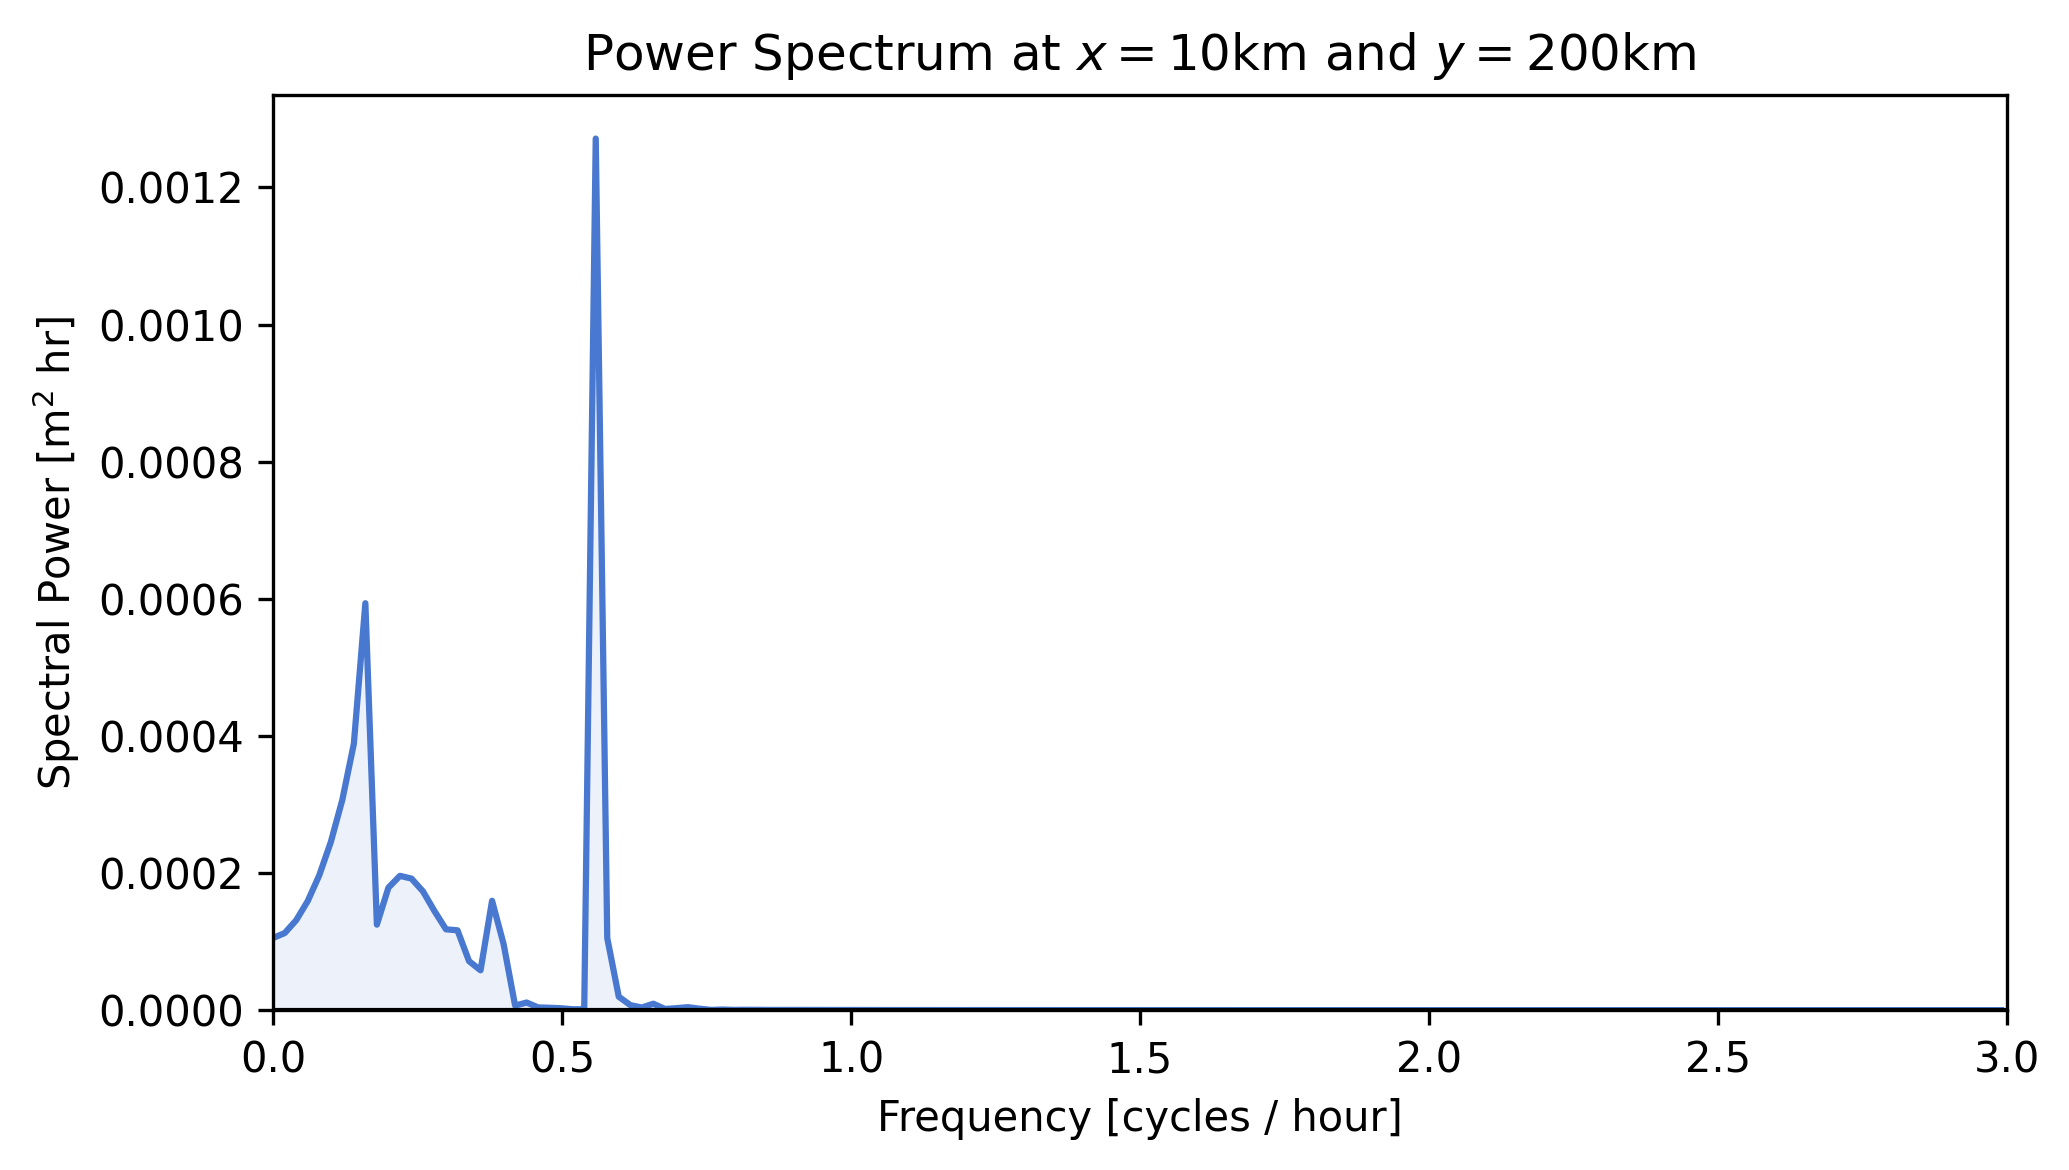 Power Spectrum at x = 10km and y = 200km
Spectral Power [m² hr]
0.0012
0.0010
0.0008
0.0006
0.0004
0.0002
0.0000
0.0 0.5 1.0 1.5 2.0 2.5 3.0
Frequency [cycles / hour]